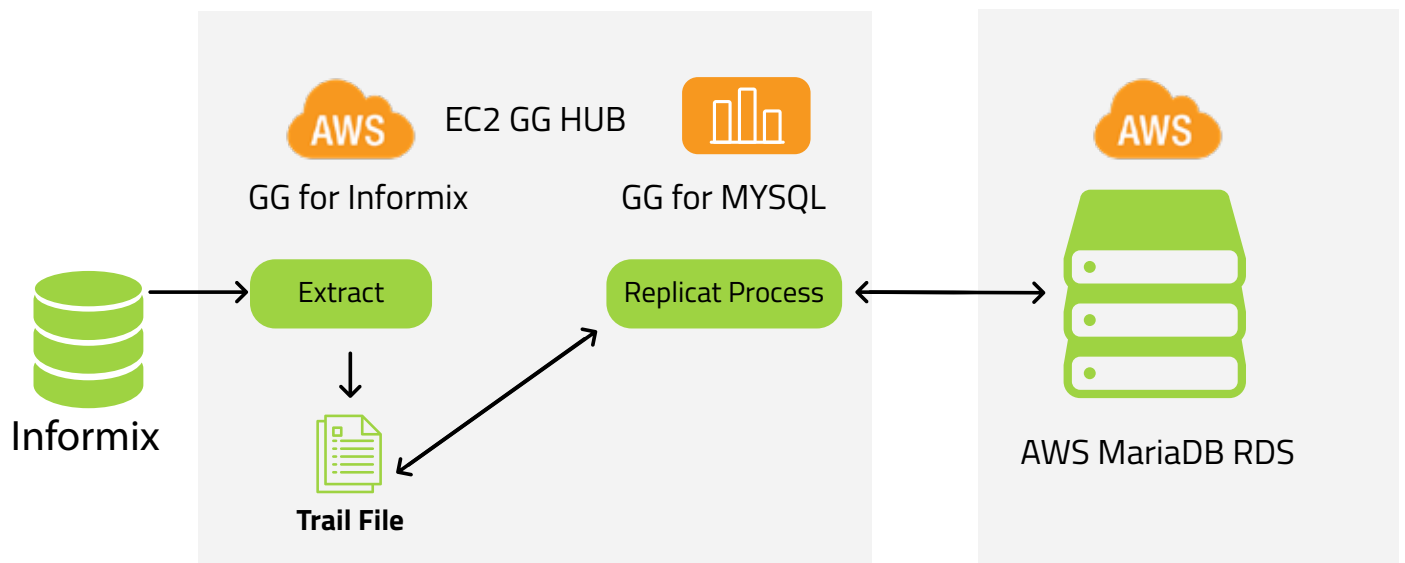 AWS
EC2 GG HUB
AWS
GG for Informix
GG for MYSQL
Extract
Replicat Process
Informix
Trail File
AWS MariaDB RDS